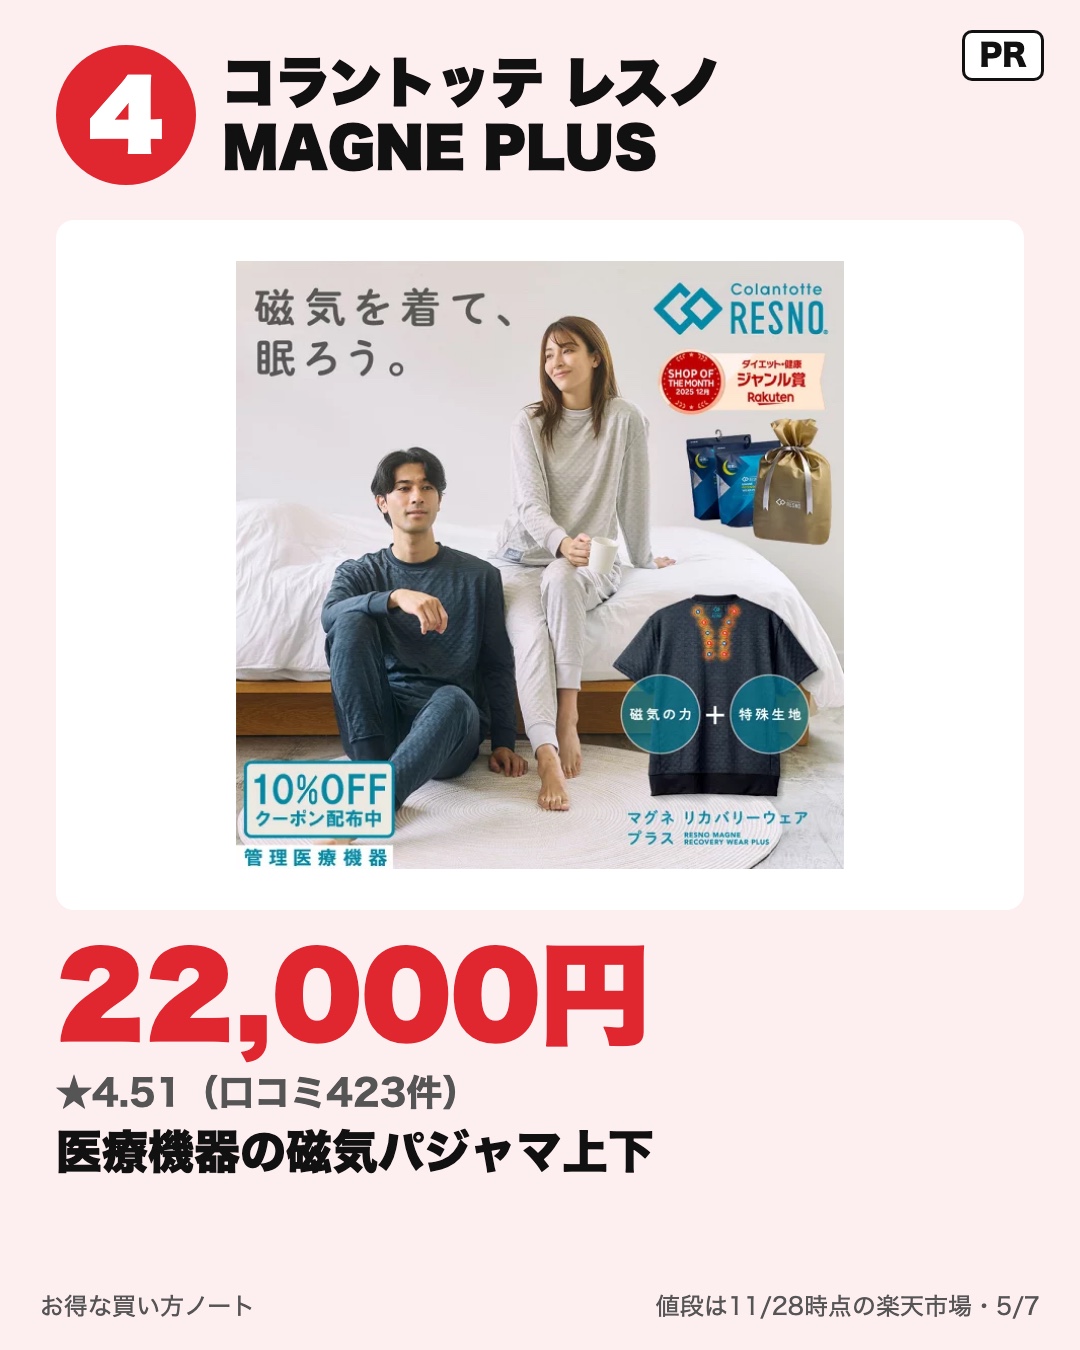 4
コラントッテ レスノ
MAGNE PLUS
PR
磁気を着て、
眠ろう。
Colantotte
RESNO
SHOP OF
THE MONTH
2025 12月
ダイエット・健康
ジャンル賞
Rakuten
RESNO
磁気の力 + 特殊生地
10%OFF
クーポン配布中
管理医療機器
マグネ リカバリーウェア
プラス RESNO MAGNE
RECOVERY WEAR PLUS
22,000円
★4.51（口コミ423件）
医療機器の磁気パジャマ上下
お得な買い方ノート
値段は11/28時点の楽天市場・5/7